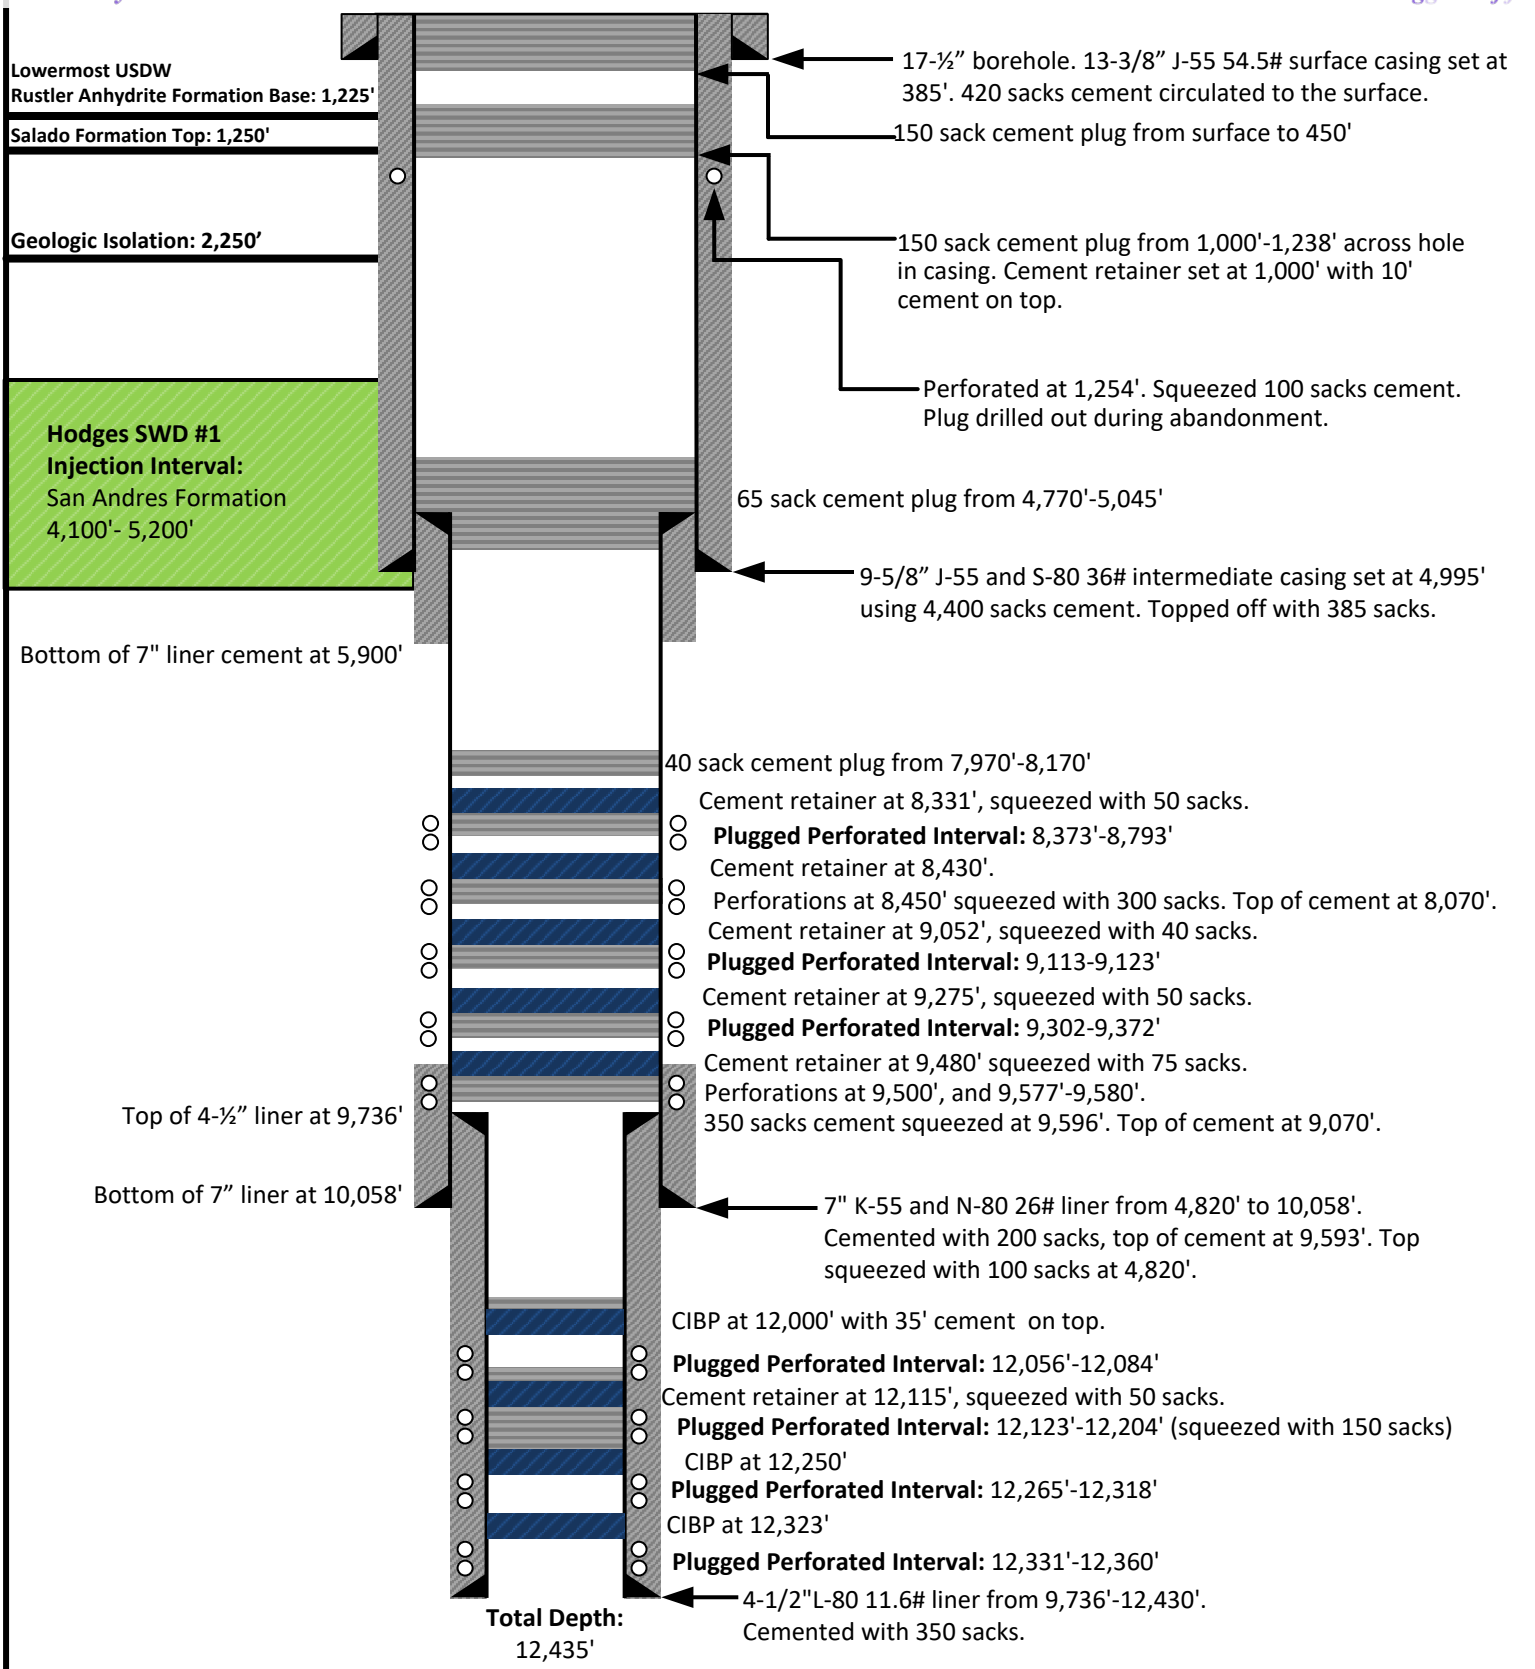 Lowermost USDW
Rustler Anhydrite Formation Base: 1,225'
Salado Formation Top: 1,250'
Geologic Isolation: 2,250’
Hodges SWD #1
Injection Interval:
San Andres Formation
4,100'- 5,200'
17-½” borehole. 13-3/8” J-55 54.5# surface casing set at
385'. 420 sacks cement circulated to the surface.
150 sack cement plug from surface to 450'
150 sack cement plug from 1,000'-1,238' across hole
in casing. Cement retainer set at 1,000' with 10'
cement on top.
Perforated at 1,254'. Squeezed 100 sacks cement.
Plug drilled out during abandonment.
65 sack cement plug from 4,770'-5,045'
9-5/8” J-55 and S-80 36# intermediate casing set at 4,995'
using 4,400 sacks cement. Topped off with 385 sacks.
Bottom of 7" liner cement at 5,900'
40 sack cement plug from 7,970'-8,170'
Cement retainer at 8,331', squeezed with 50 sacks.
Plugged Perforated Interval: 8,373'-8,793'
Cement retainer at 8,430'.
Perforations at 8,450' squeezed with 300 sacks. Top of cement at 8,070'.
Cement retainer at 9,052', squeezed with 40 sacks.
Plugged Perforated Interval: 9,113-9,123'
Cement retainer at 9,275', squeezed with 50 sacks.
Plugged Perforated Interval: 9,302-9,372'
Cement retainer at 9,480' squeezed with 75 sacks.
Perforations at 9,500', and 9,577'-9,580'.
350 sacks cement squeezed at 9,596'. Top of cement at 9,070'.
Top of 4-½” liner at 9,736'
Bottom of 7” liner at 10,058'
7" K-55 and N-80 26# liner from 4,820' to 10,058'.
Cemented with 200 sacks, top of cement at 9,593'. Top
squeezed with 100 sacks at 4,820'.
CIBP at 12,000' with 35' cement on top.
Plugged Perforated Interval: 12,056'-12,084'
Cement retainer at 12,115', squeezed with 50 sacks.
Plugged Perforated Interval: 12,123'-12,204' (squeezed with 150 sacks)
CIBP at 12,250'
Plugged Perforated Interval: 12,265'-12,318'
CIBP at 12,323'
Plugged Perforated Interval: 12,331'-12,360'
4-1/2"L-80 11.6# liner from 9,736'-12,430'.
Cemented with 350 sacks.
Total Depth:
12,435'